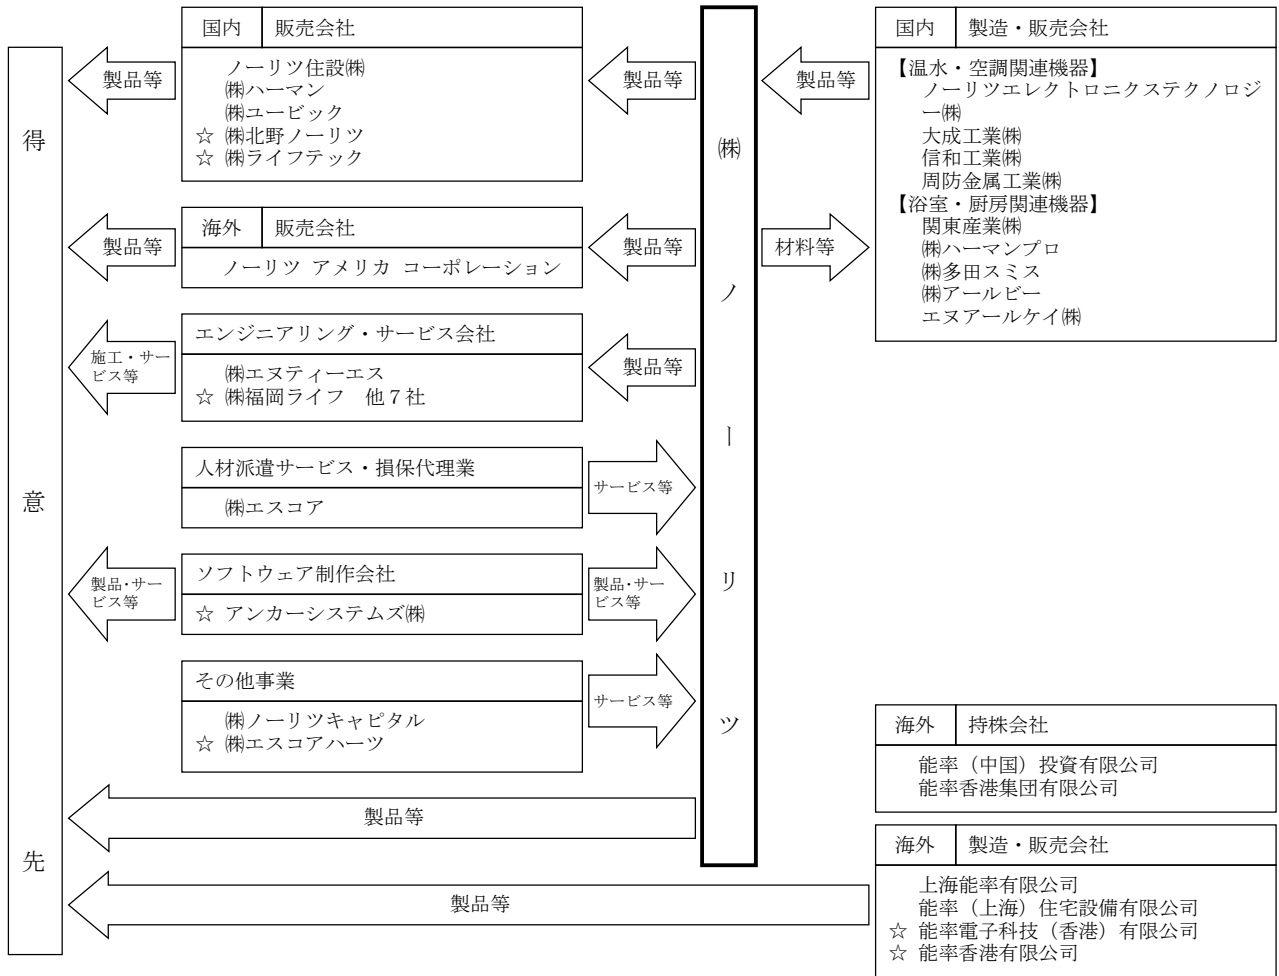 得意先
国内 販売会社
ノーリツ住設㈱
㈱ハーマン
㈱ユービック
☆ ㈱北野ノーリツ
☆ ㈱ライフテック
製品等
製品等
海外 販売会社
ノーリツ アメリカ コーポレーション
製品等
製品等
エンジニアリング・サービス会社
㈱エヌティーエス
☆ ㈱福岡ライフ 他７社
施工・サー
ビス等
製品等
人材派遣サービス・損保代理業
㈱エスコア
サービス等
ソフトウェア制作会社
☆ アンカーシステムズ㈱
製品・サー
ビス等
製品・サー
ビス等
その他事業
㈱ノーリツキャピタル
☆ ㈱エスコアハーツ
サービス等
製品等
製品等
㈱ノーリツ
製品等
材料等
国内 製造・販売会社
【温水・空調関連機器】
ノーリツエレクトロニクステクノロジ
ー㈱
大成工業㈱
信和工業㈱
周防金属工業㈱
【浴室・厨房関連機器】
関東産業㈱
㈱ハーマンプロ
㈱多田スミス
㈱アールビー
エヌアールケイ㈱
海外 持株会社
能率（中国）投資有限公司
能率香港集団有限公司
海外 製造・販売会社
上海能率有限公司
能率（上海）住宅設備有限公司
☆ 能率電子科技（香港）有限公司
☆ 能率香港有限公司